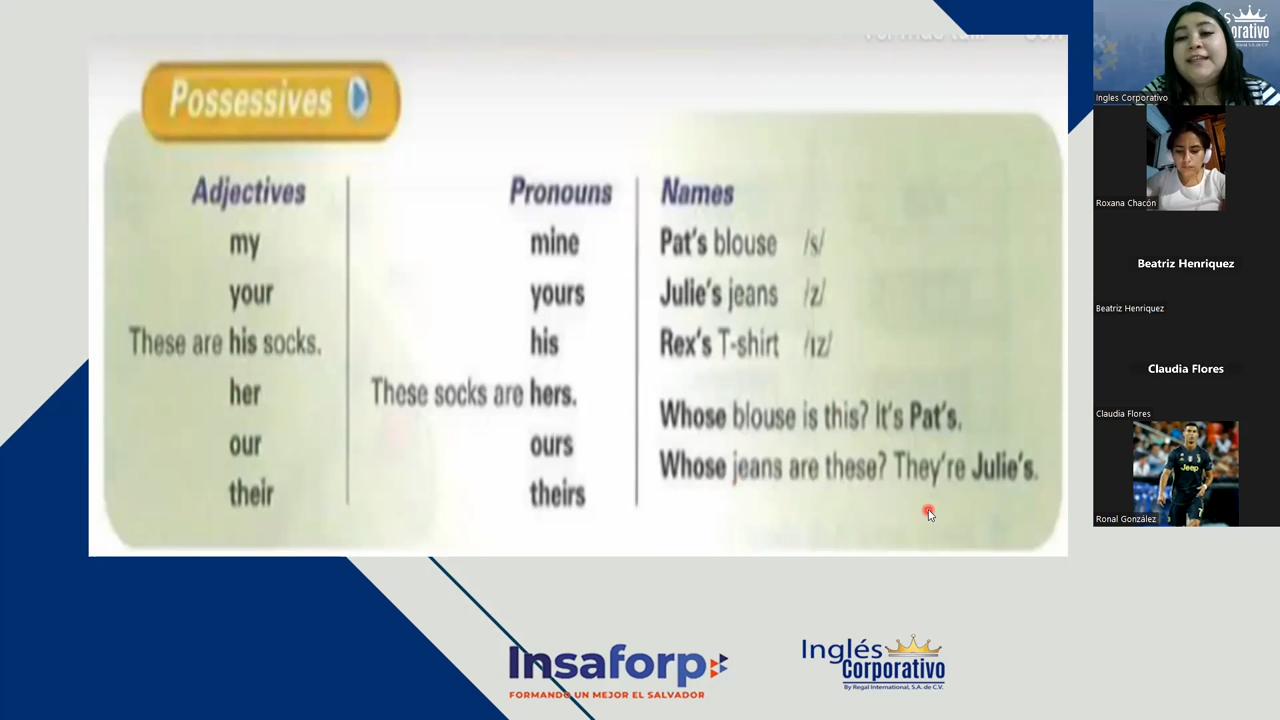 Possessives
Adjectives
my
your
These are his socks.
her
our
their
Pronouns
mine
yours
his
These socks are hers.
ours
theirs
Names
Pat's blouse /s/
Julie's jeans /z/
Rex's T-shirt /ɪz/
Whose blouse is this? It's Pat's.
Whose jeans are these? They're Julie's.
Insaforp
FORMANDO UN MEJOR EL SALVADOR
Inglés
Corporativo
By Regal International, S.A. de C.V.
Ingles Corporativo
Roxana Chacón
Beatriz Henriquez
Beatriz Henriquez
Claudia Flores
Claudia Flores
Jeep
Ronal González